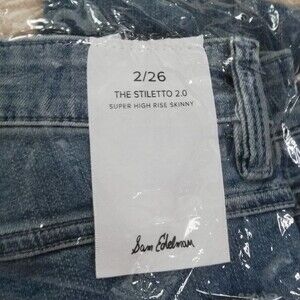 2/26
THE STILETTO 2.0
SUPER HIGH RISE SKINNY
Sam Edelman